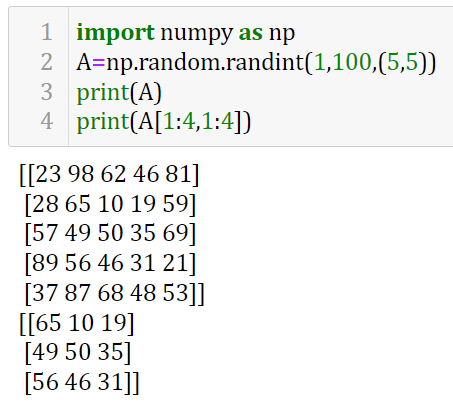 1 import numpy as np
2 A=np.random.randint(1,100,(5,5))
3 print(A)
4 print(A[1:4,1:4])
[[23 98 62 46 81]
[28 65 10 19 59]
[57 49 50 35 69]
[89 56 46 31 21]
[37 87 68 48 53]]
[[65 10 19]
[49 50 35]
[56 46 31]]